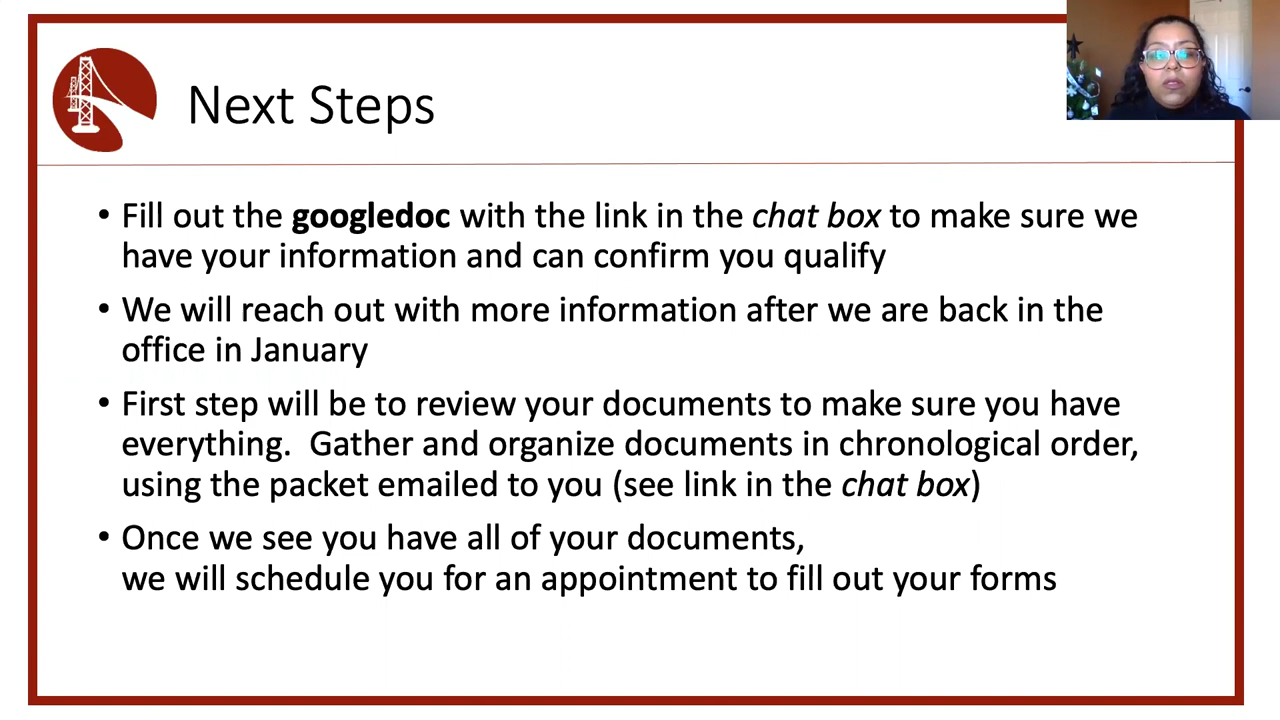 Next Steps
• Fill out the googledoc with the link in the chat box to make sure we
have your information and can confirm you qualify
• We will reach out with more information after we are back in the
office in January
• First step will be to review your documents to make sure you have
everything.  Gather and organize documents in chronological order,
using the packet emailed to you (see link in the chat box)
• Once we see you have all of your documents,
we will schedule you for an appointment to fill out your forms